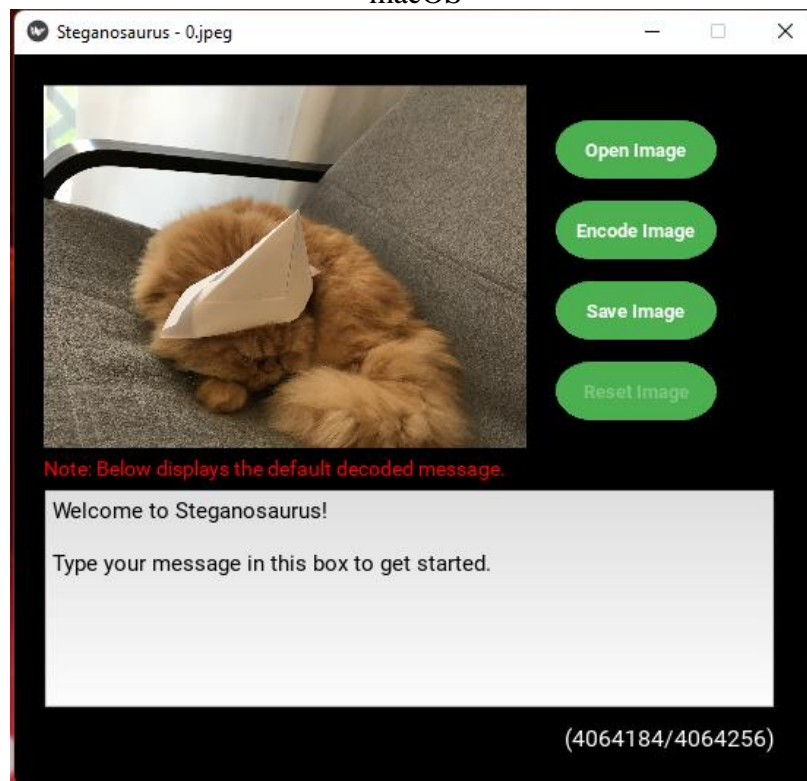 macOS
Steganosaurus - 0.jpeg
Open Image
Encode Image
Save Image
Reset Image
Note: Below displays the default decoded message.
Welcome to Steganosaurus!
Type your message in this box to get started.
(4064184/4064256)